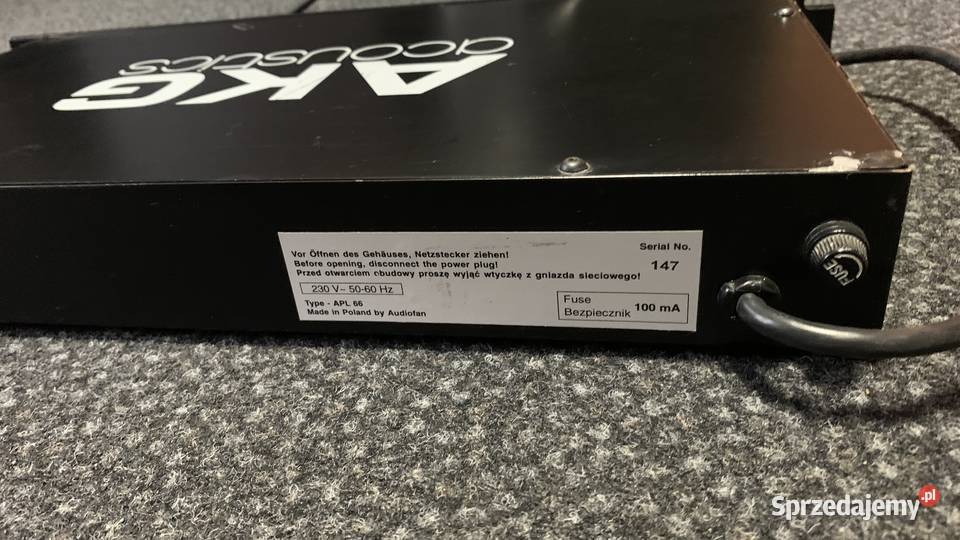 AKG
acoustics
Vor Öffnen des Gehäuses, Netzstecker ziehen!
Before opening, disconnect the power plug!
Przed otwarciem obudowy proszę wyjąć wtyczkę z gniazda sieciowego!
230 V~ 50-60 Hz
Type - APL 66
Made in Poland by Audiofan
Serial No.
147
Fuse
Bezpiecznik 100 mA
FUSE
Sprzedajemy.pl